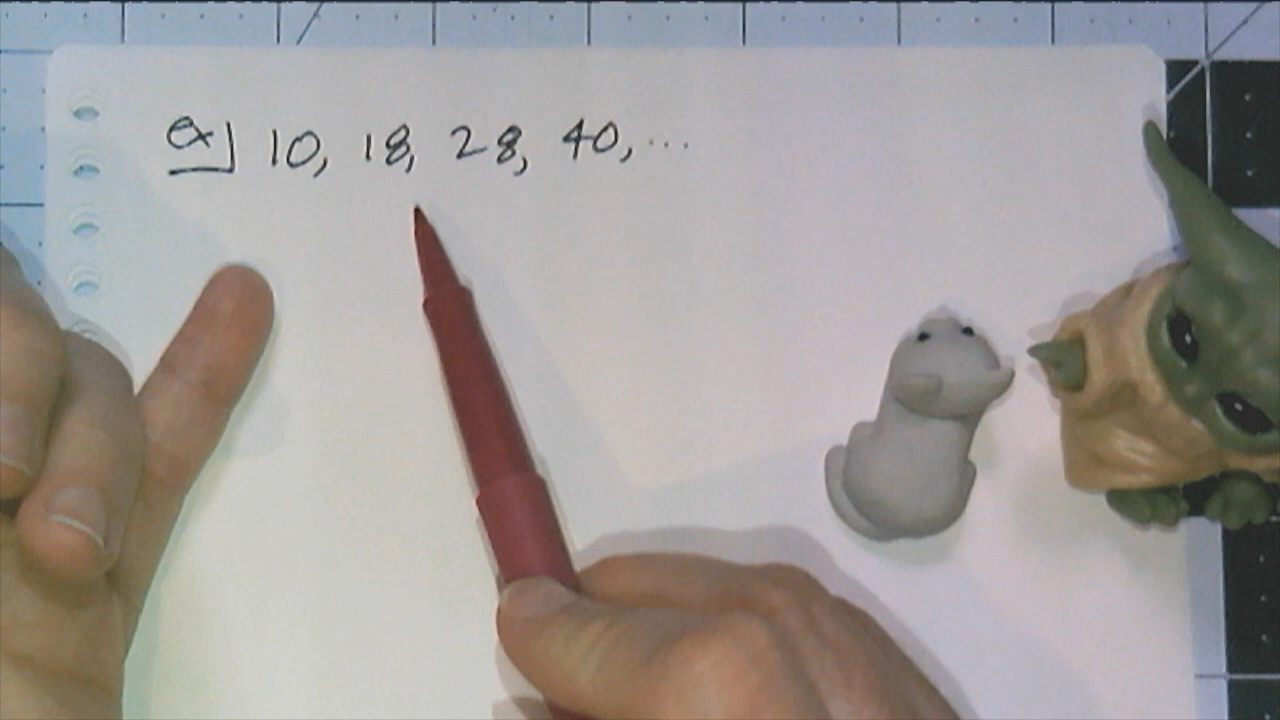 ex] 10, 18, 28, 40, ...